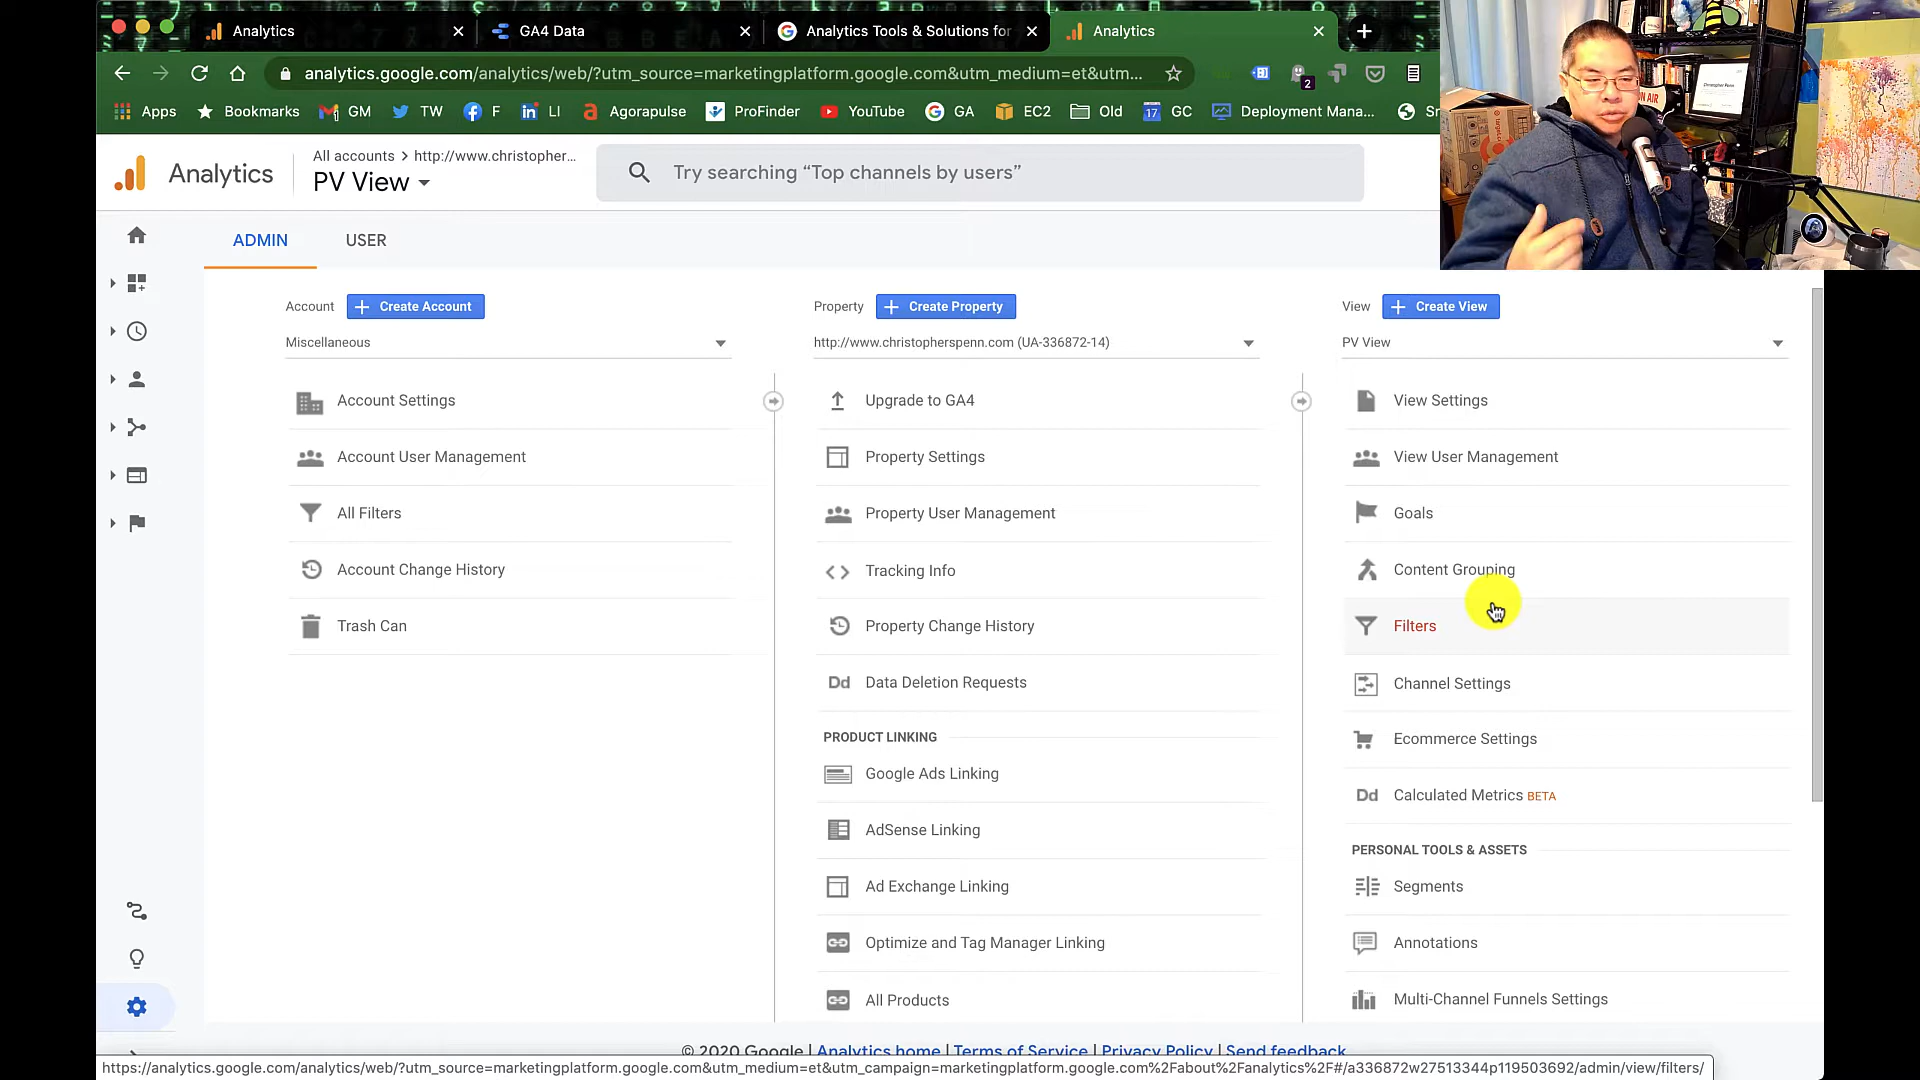 Analytics
GA4 Data
Analytics Tools & Solutions for
Analytics
analytics.google.com/analytics/web/?utm_source=marketingplatform.google.com&utm_medium=et&utm...
2
Apps
Bookmarks
GM
TW
F
LI
Agorapulse
ProFinder
YouTube
GA
EC2
Old
17
GC
Deployment Mana...
Analytics
All accounts > http://www.christopher...
PV View
Try searching “Top channels by users”
ADMIN
USER
Account
+ Create Account
Miscellaneous
Account Settings
Account User Management
All Filters
Account Change History
Trash Can
Property
+ Create Property
http://www.christopherspenn.com (UA-336872-14)
Upgrade to GA4
Property Settings
Property User Management
Tracking Info
Property Change History
Dd Data Deletion Requests
PRODUCT LINKING
Google Ads Linking
AdSense Linking
Ad Exchange Linking
Optimize and Tag Manager Linking
All Products
View
+ Create View
PV View
View Settings
View User Management
Goals
Content Grouping
Filters
Channel Settings
Ecommerce Settings
Dd Calculated Metrics BETA
PERSONAL TOOLS & ASSETS
Segments
Annotations
Multi-Channel Funnels Settings
© 2020 Google | Analytics home | Terms of Service | Privacy Policy | Send feedback
https://analytics.google.com/analytics/web/?utm_source=marketingplatform.google.com&utm_medium=et&utm_campaign=marketingplatform.google.com%2Fabout%2Fanalytics%2F#/a336872w27513344p119503692/admin/view/filters/